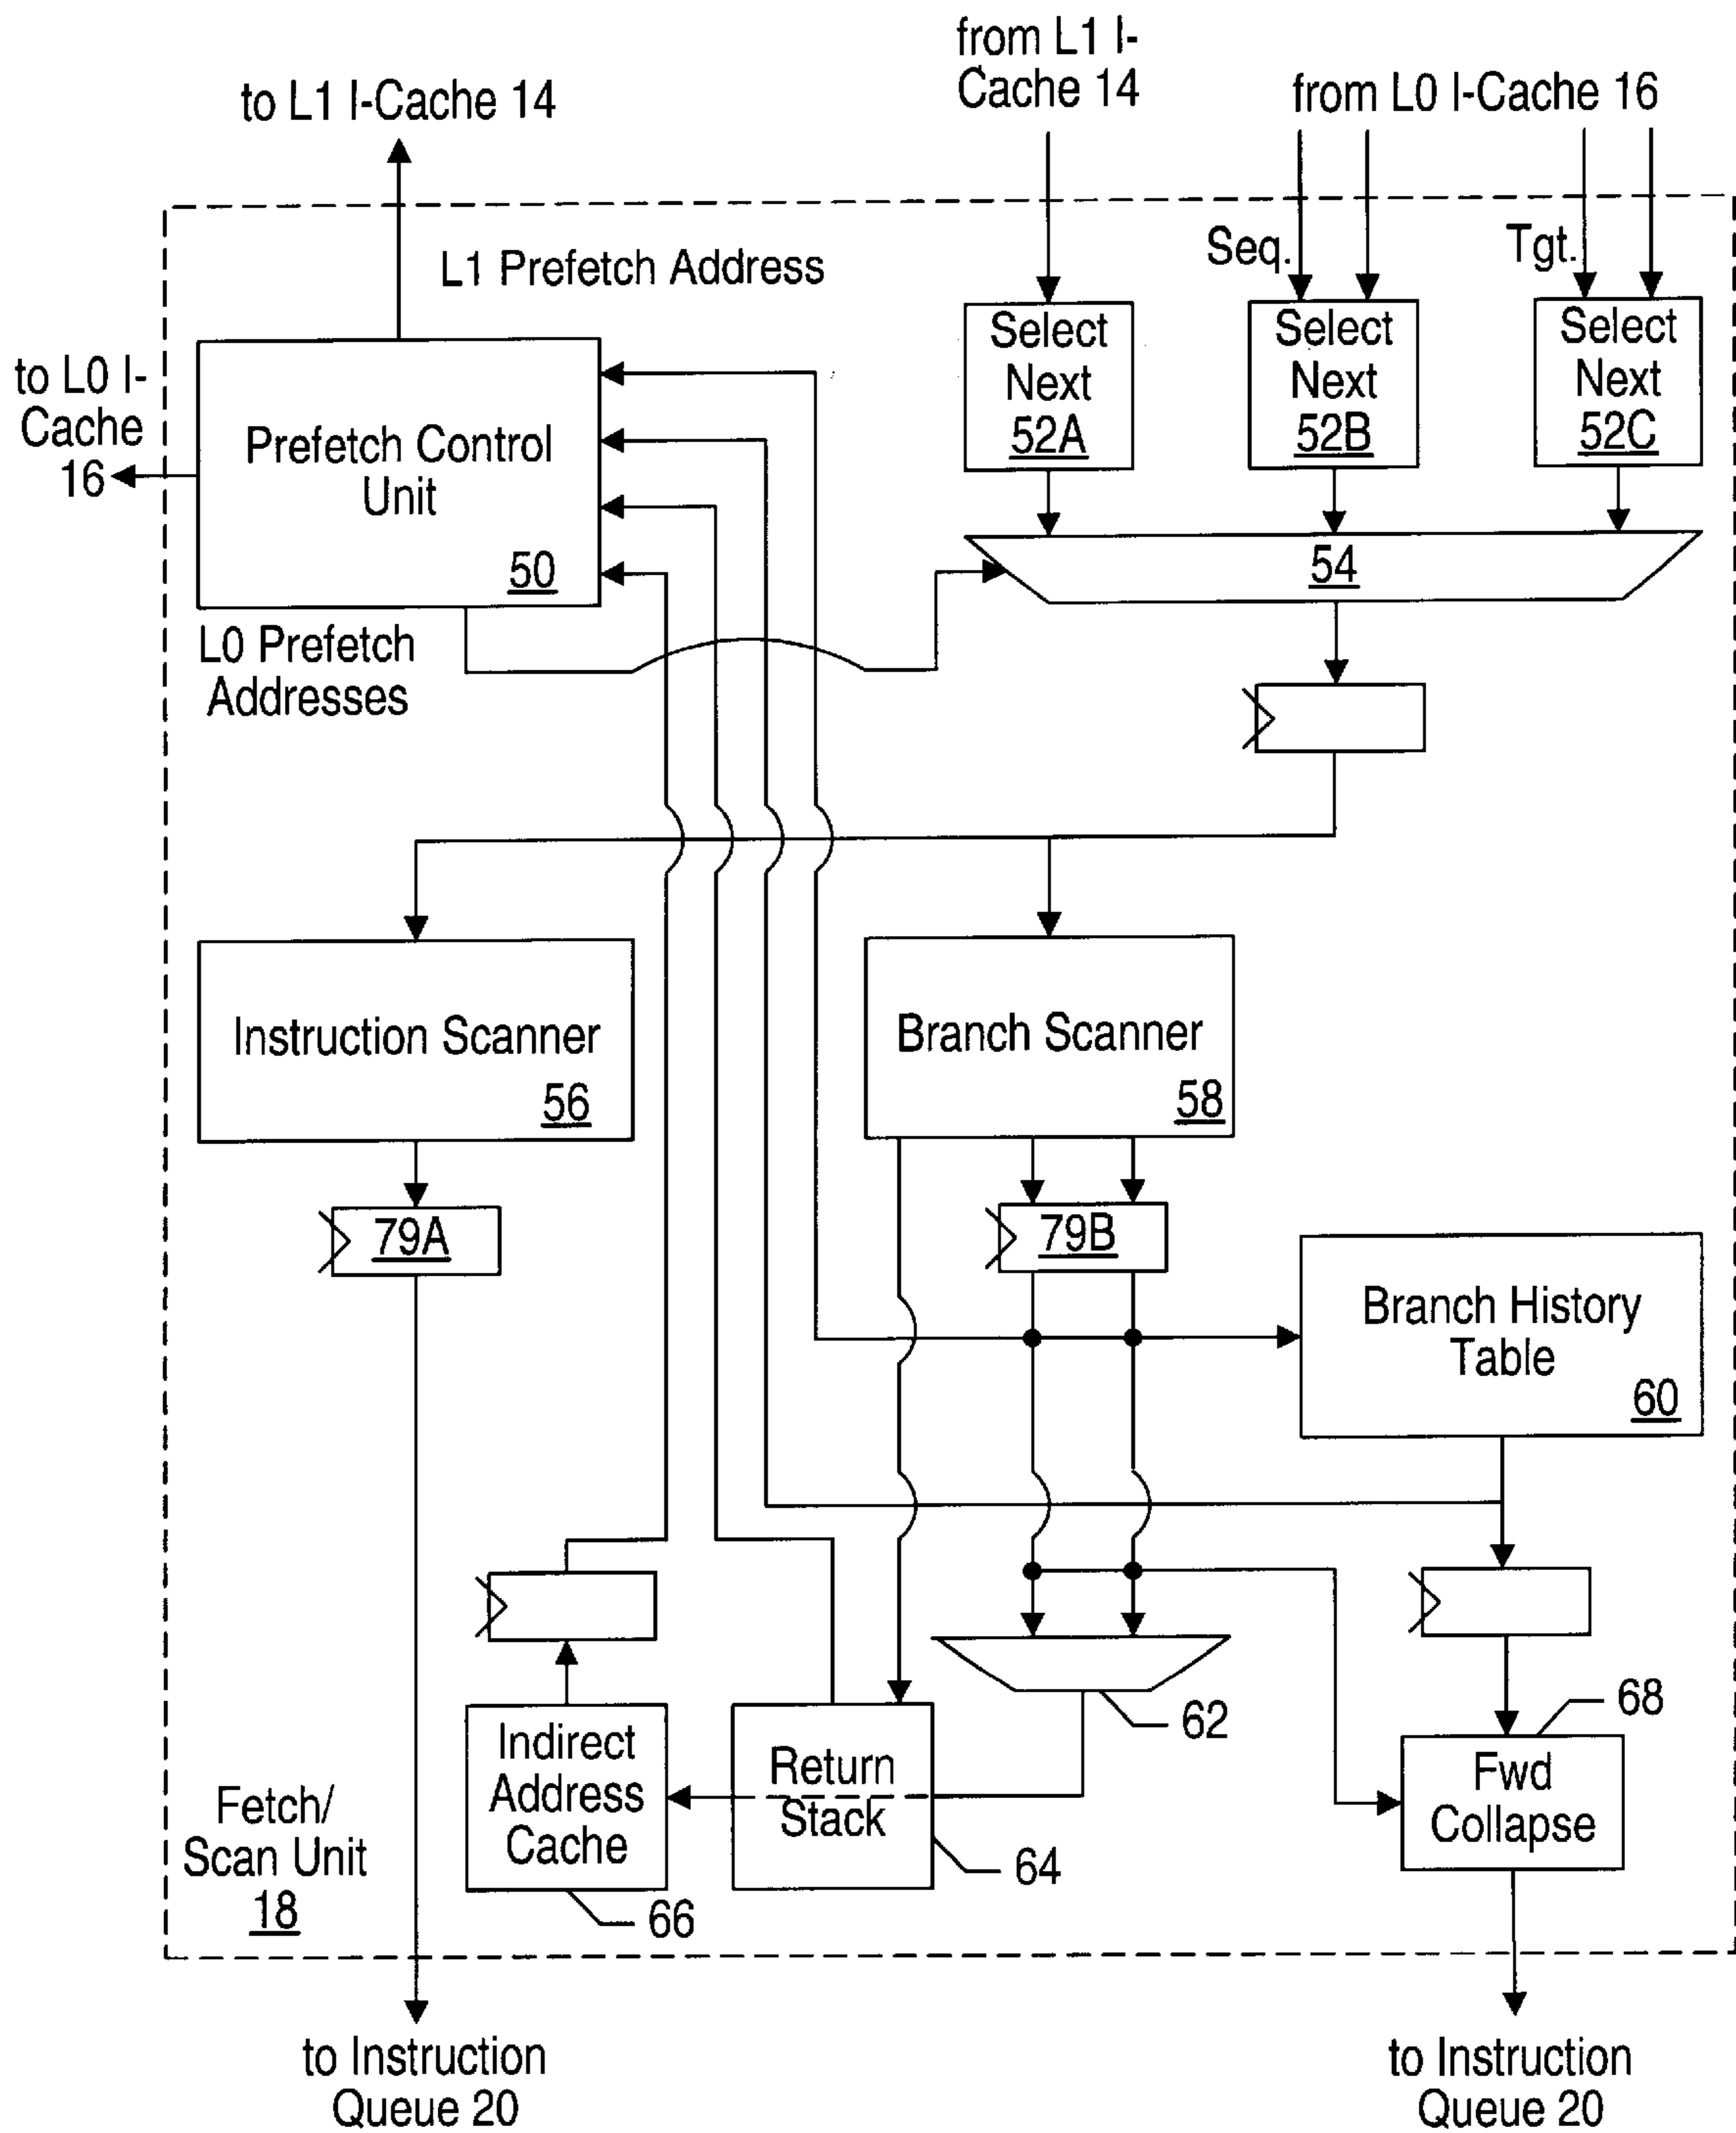 from L1 I-
Cache 14
to L1 I-Cache 14
from L0 I-Cache 16
Seq.
Tgt.
L1 Prefetch Address
Select
Next
52A
Select
Next
52B
Select
Next
52C
to L0 I-
Cache
16
Prefetch Control
Unit
50
54
L0 Prefetch
Addresses
Instruction Scanner
56
Branch Scanner
58
79A
79B
Branch History
Table
60
62
68
Indirect
Address
Cache
66
Return
Stack
64
Fwd
Collapse
Fetch/
Scan Unit
18
to Instruction
Queue 20
to Instruction
Queue 20